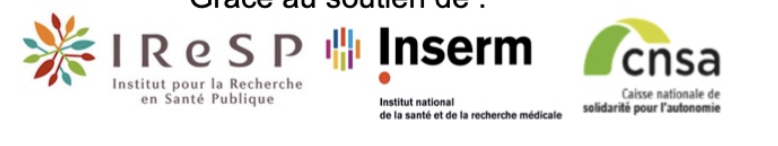 Grâce au soutien de :
IReSP
Institut pour la Recherche
en Santé Publique
Inserm
Institut national
de la santé et de la recherche médicale
cnsa
Caisse nationale de
solidarité pour l'autonomie